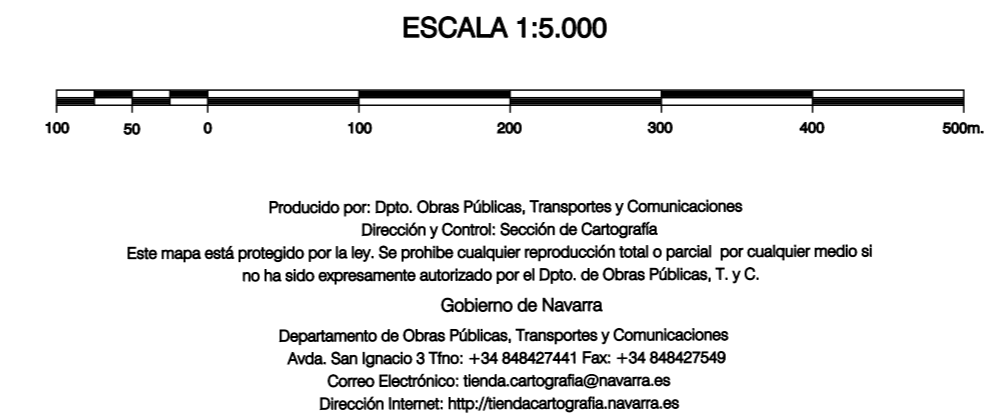 ESCALA 1:5.000
100 50 0 100 200 300 400 500m.
Producido por: Dpto. Obras Públicas, Transportes y Comunicaciones
Dirección y Control: Sección de Cartografía
Este mapa está protegido por la ley. Se prohibe cualquier reproducción total o parcial por cualquier medio si
no ha sido expresamente autorizado por el Dpto. de Obras Públicas, T. y C.
Gobierno de Navarra
Departamento de Obras Públicas, Transportes y Comunicaciones
Avda. San Ignacio 3 Tfno: +34 848427441 Fax: +34 848427549
Correo Electrónico: tienda.cartografia@navarra.es
Dirección Internet: http://tiendacartografia.navarra.es